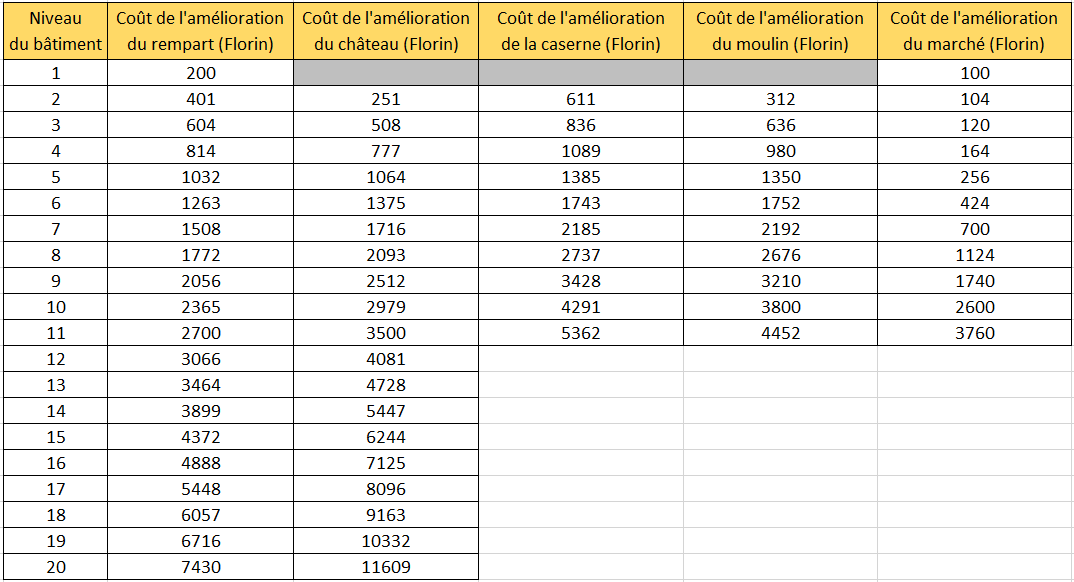 Niveau du bâtiment Coût de l'amélioration du rempart (Florin) Coût de l'amélioration du château (Florin) Coût de l'amélioration de la caserne (Florin) Coût de l'amélioration du moulin (Florin) Coût de l'amélioration du marché (Florin)
1 200 100
2 401 251 611 312 104
3 604 508 836 636 120
4 814 777 1089 980 164
5 1032 1064 1385 1350 256
6 1263 1375 1743 1752 424
7 1508 1716 2185 2192 700
8 1772 2093 2737 2676 1124
9 2056 2512 3428 3210 1740
10 2365 2979 4291 3800 2600
11 2700 3500 5362 4452 3760
12 3066 4081
13 3464 4728
14 3899 5447
15 4372 6244
16 4888 7125
17 5448 8096
18 6057 9163
19 6716 10332
20 7430 11609